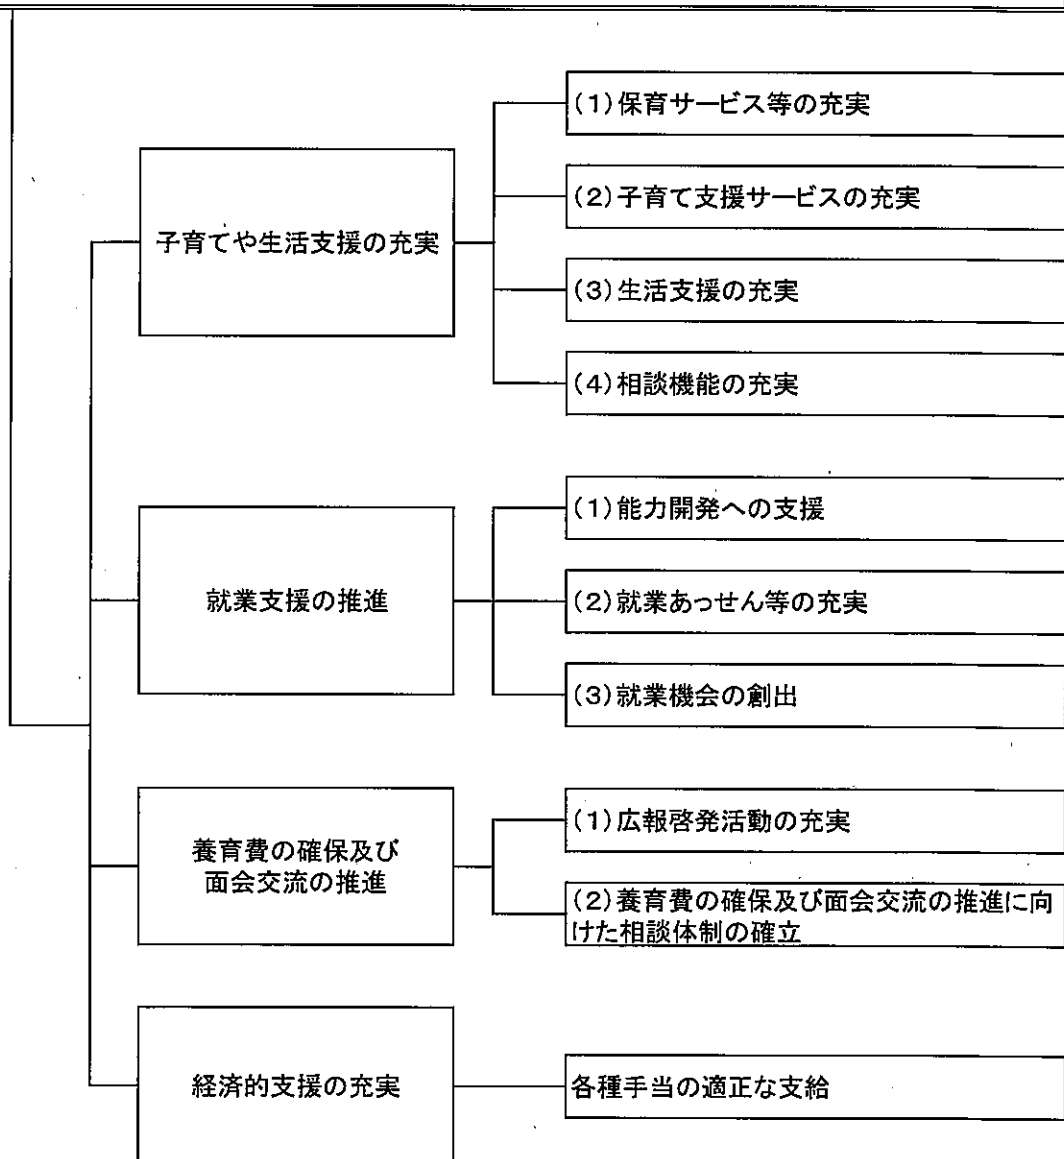 子育てや生活支援の充実
(1)保育サービス等の充実
(2)子育て支援サービスの充実
(3)生活支援の充実
(4)相談機能の充実
就業支援の推進
(1)能力開発への支援
(2)就業あっせん等の充実
(3)就業機会の創出
養育費の確保及び
面会交流の推進
(1)広報啓発活動の充実
(2)養育費の確保及び面会交流の推進に向
けた相談体制の確立
経済的支援の充実
各種手当の適正な支給